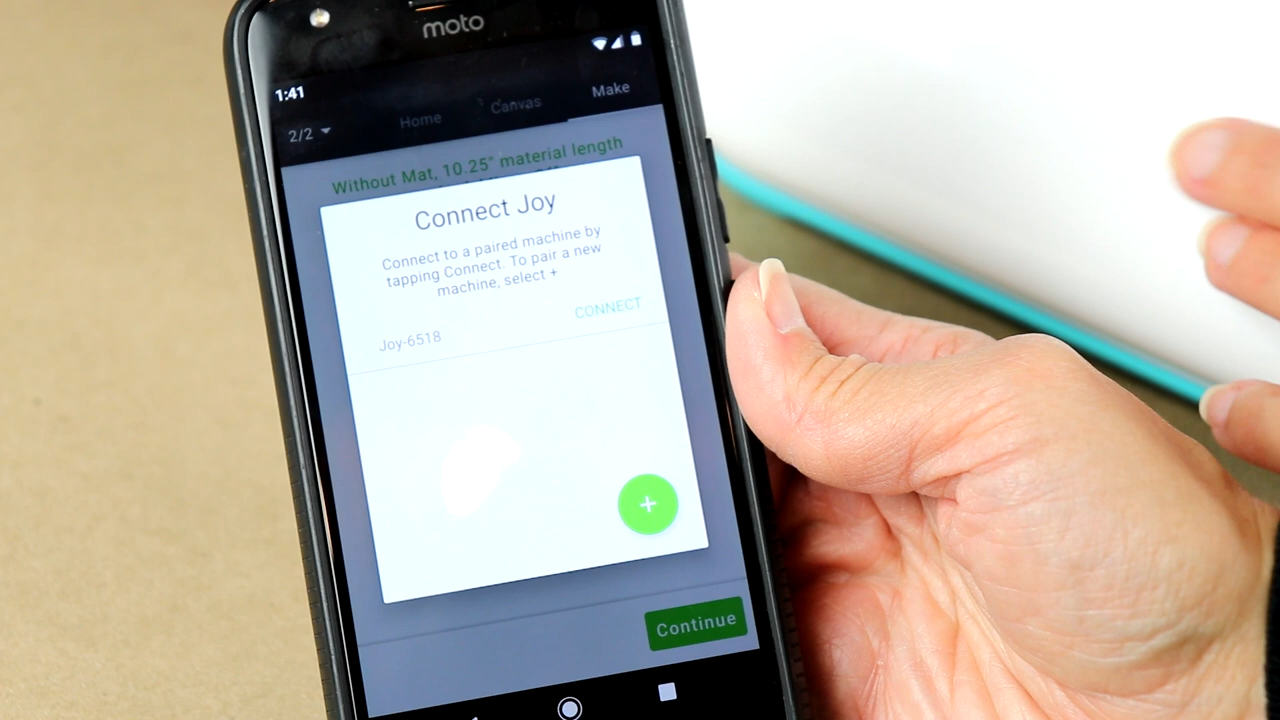 moto
1:41
2/2
Home
Canvas
Make
Without Mat, 10.25" material length
Connect Joy
Connect to a paired machine by
tapping Connect. To pair a new
machine, select +
Joy-6518
CONNECT
+
Continue